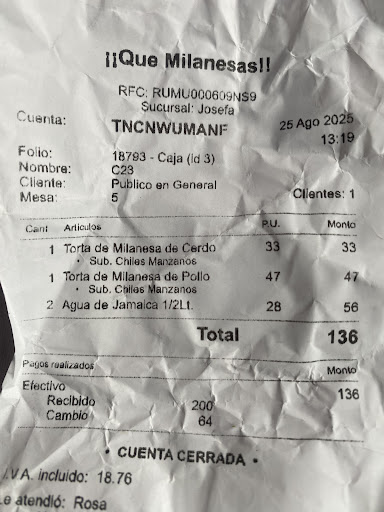 ¡¡Que Milanesas!!
RFC: RUMU000609NS9
Sucursal: Josefa
Cuenta: TNCNWUMANF 25 Ago 2025
13:19
Folio: 18793 - Caja (Id 3)
Nombre: C23
Cliente: Publico en General Clientes: 1
Mesa: 5
Cant Articulos P.U. Monto
1 Torta de Milanesa de Cerdo 33 33
• Sub. Chiles Manzanos
1 Torta de Milanesa de Pollo 47 47
• Sub. Chiles Manzanos
2 Agua de Jamaica 1/2Lt. 28 56
Total 136
Pagos realizados Monto
Efectivo 136
Recibido 200
Cambio 64
• CUENTA CERRADA •
I.V.A. incluido: 18.76
Le atendió: Rosa